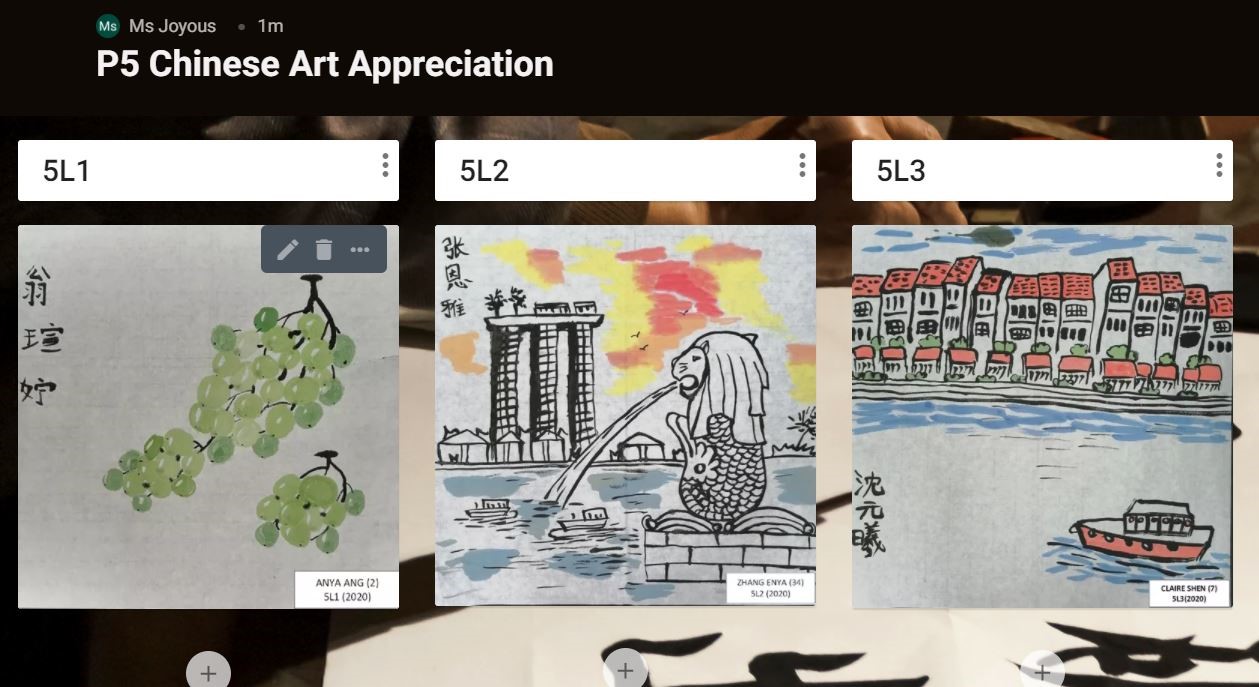 Ms Ms Joyous • 1m
P5 Chinese Art Appreciation
5L1
5L2
5L3
翁
瑄
妤
ANYA ANG (2)
5L1 (2020)
张
恩
雅
ZHANG ENYA (34)
5L2 (2020)
沈
元
曦
CLAIRE SHEN (7)
5L3(2020)